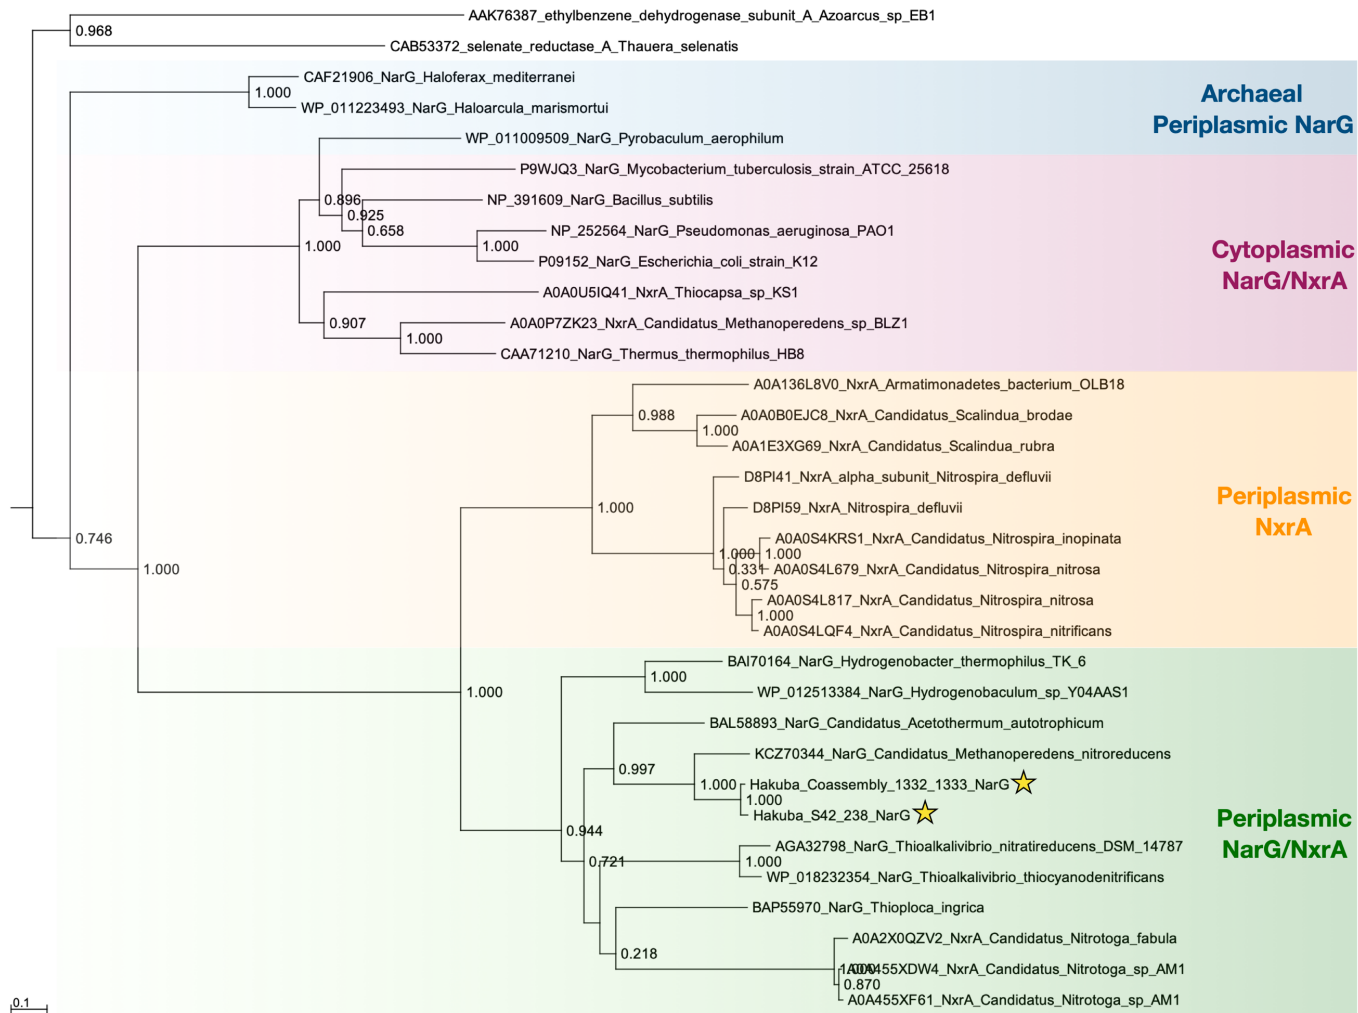 AAK76387_ethylbenzene_dehydrogenase_subunit_A_Azoarcus_sp_EB1
0.968
CAB53372_selenate_reductase_A_Thauera_selenatis
CAF21906_NarG_Haloferax_mediterranei
1.000
WP_011223493_NarG_Haloarcula_marismortui
Archaeal
Periplasmic NarG
WP_011009509_NarG_Pyrobaculum_aerophilum
P9WJQ3_NarG_Mycobacterium_tuberculosis_strain_ATCC_25618
0.896
NP_391609_NarG_Bacillus_subtilis
0.925
0.658
NP_252564_NarG_Pseudomonas_aeruginosa_PAO1
1.000
1.000
P09152_NarG_Escherichia_coli_strain_K12
Cytoplasmic
NarG/NxrA
A0A0U5IQ41_NxrA_Thiocapsa_sp_KS1
0.907
A0A0P7ZK23_NxrA_Candidatus_Methanoperedens_sp_BLZ1
1.000
CAA71210_NarG_Thermus_thermophilus_HB8
A0A136L8V0_NxrA_Armatimonadetes_bacterium_OLB18
0.988
A0A0B0EJC8_NxrA_Candidatus_Scalindua_brodae
1.000
A0A1E3XG69_NxrA_Candidatus_Scalindua_rubra
D8PI41_NxrA_alpha_subunit_Nitrospira_defluvii
1.000
D8PI59_NxrA_Nitrospira_defluvii
Periplasmic
NxrA
0.746
A0A0S4KRS1_NxrA_Candidatus_Nitrospira_inopinata
1.000
1.000
1.000
0.331
A0A0S4L679_NxrA_Candidatus_Nitrospira_nitrosa
0.575
A0A0S4L817_NxrA_Candidatus_Nitrospira_nitrosa
1.000
A0A0S4LQF4_NxrA_Candidatus_Nitrospira_nitrificans
BAI70164_NarG_Hydrogenobacter_thermophilus_TK_6
1.000
1.000
WP_012513384_NarG_Hydrogenobaculum_sp_Y04AAS1
BAL58893_NarG_Candidatus_Acetothermum_autotrophicum
KCZ70344_NarG_Candidatus_Methanoperedens_nitroreducens
0.997
1.000
Hakuba_Coassembly_1332_1333_NarG
1.000
Hakuba_S42_238_NarG
Periplasmic
NarG/NxrA
0.944
AGA32798_NarG_Thioalkalivibrio_nitratireducens_DSM_14787
0.721
1.000
WP_018232354_NarG_Thioalkalivibrio_thiocyanodenitrificans
BAP55970_NarG_Thioploca_ingrica
A0A2X0QZV2_NxrA_Candidatus_Nitrotoga_fabula
0.218
1.000
A0A455XDW4_NxrA_Candidatus_Nitrotoga_sp_AM1
0.870
A0A455XF61_NxrA_Candidatus_Nitrotoga_sp_AM1
0.1